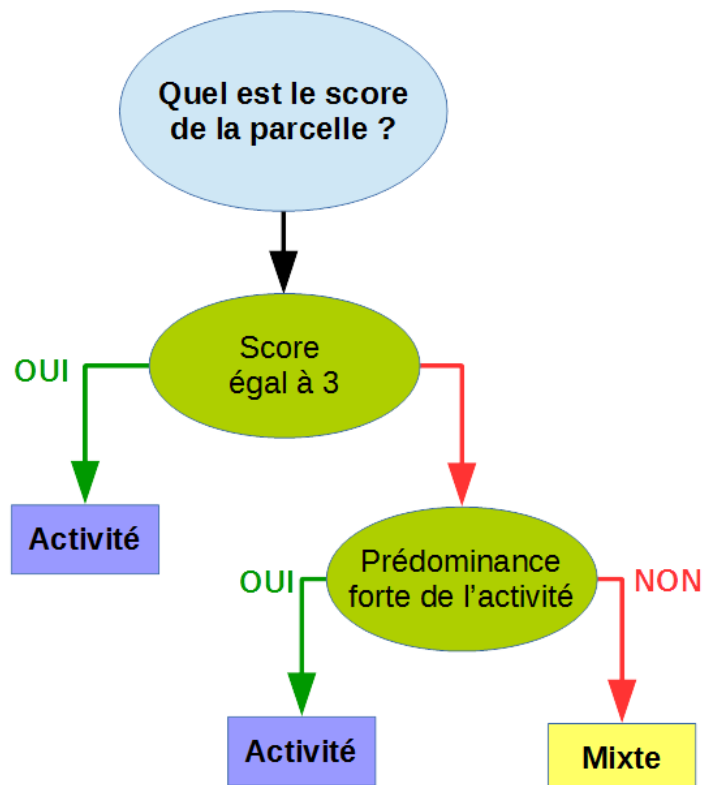 Quel est le score
de la parcelle ?
Score
égal à 3
OUI
Activité
Prédominance
forte de l’activité
OUI
NON
Activité
Mixte